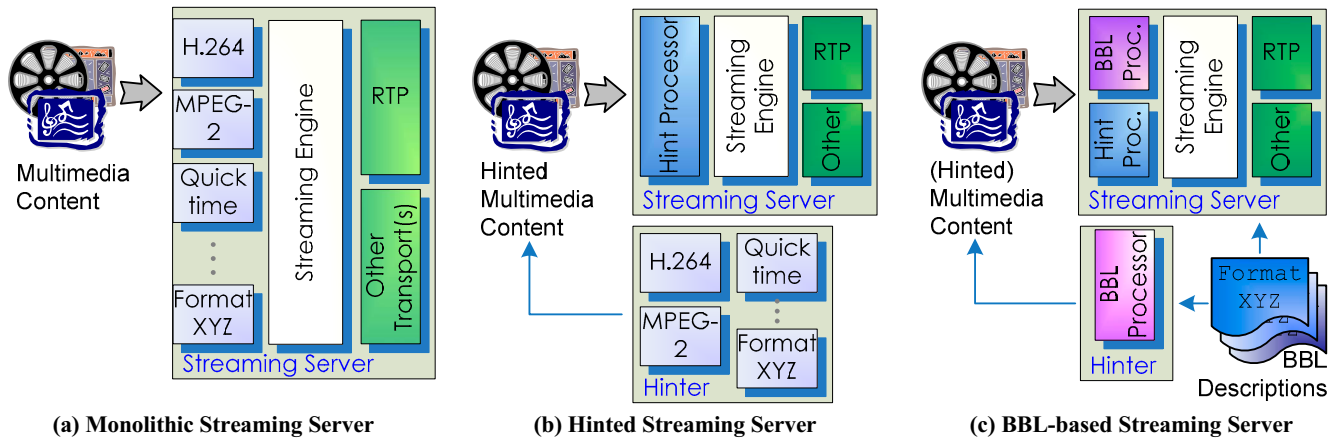 H.264
MPEG-
2
Quick
time
Format
XYZ
Streaming Engine
RTP
Other
Transport(s)
Streaming Server
Multimedia
Content
(a) Monolithic Streaming Server
Hint Processor
Streaming
Engine
RTP
Other
Streaming Server
Hinted
Multimedia
Content
H.264
MPEG-
2
Quick
time
Format
XYZ
Hinter
(b) Hinted Streaming Server
BBL
Proc.
Hint
Proc.
Streaming
Engine
RTP
Other
Streaming Server
(Hinted)
Multimedia
Content
BBL
Processor
Hinter
Format
XYZ
BBL
Descriptions
(c) BBL-based Streaming Server